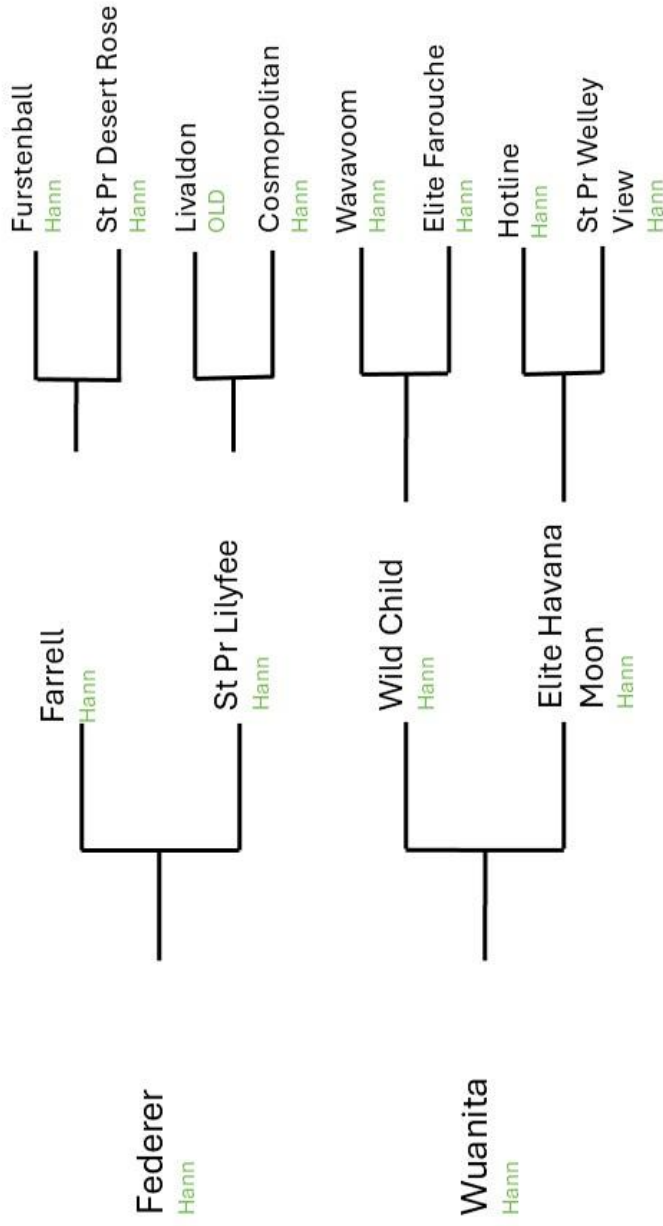 Federer
Hann
Wuanita
Hann
Farrell
Hann
St Pr Lilyfee
Hann
Wild Child
Hann
Elite Havana
Moon
Hann
Furstenball
Hann
St Pr Desert Rose
Hann
Livaldon
OLD
Cosmopolitan
Hann
Wavavoom
Hann
Elite Farouche
Hann
Hotline
Hann
St Pr Welley
View
Hann